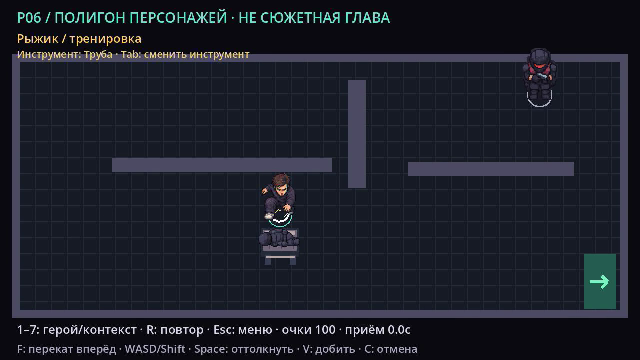 P06 / ПОЛИГОН ПЕРСОНАЖЕЙ · НЕ СЮЖЕТНАЯ ГЛАВА
Рыжик / тренировка
Инструмент: Труба · Tab: сменить инструмент
1–7: герой/контекст · R: повтор · Esc: меню · очки 100 · приём 0.0с
F: перекат вперёд · WASD/Shift · Space: оттолкнуть · V: добить · C: отмена